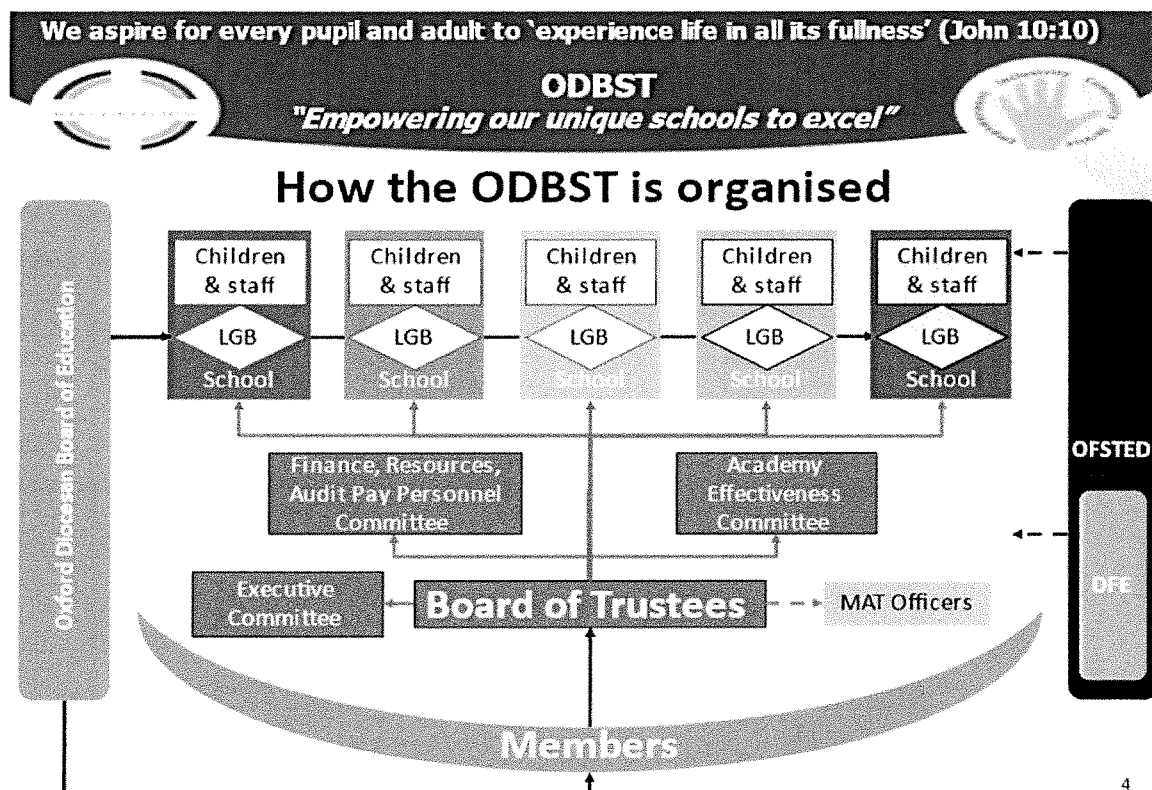 We aspire for every pupil and adult to ‘experience life in all its fullness’ (John 10:10)
ODBST
"Empowering our unique schools to excel”
How the ODBST is organised
Oxford Diocesan Board of Education
Children
& staff
LGB
School
Children
& staff
LGB
School
Children
& staff
LGB
School
Children
& staff
LGB
School
Children
& staff
LGB
School
OFSTED
DFE
Finance, Resources,
Audit Pay Personnel
Committee
Academy
Effectiveness
Committee
Executive
Committee
Board of Trustees
MAT Officers
Members
4